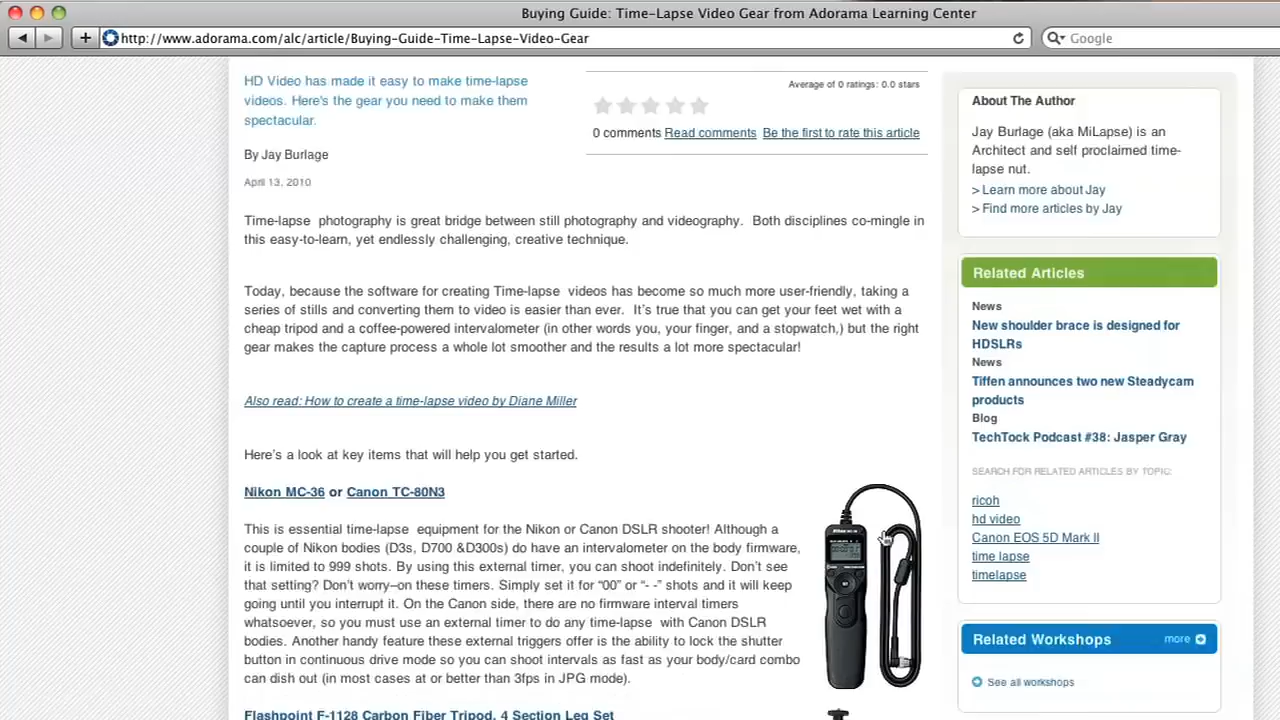 Buying Guide: Time-Lapse Video Gear from Adorama Learning Center
http://www.adorama.com/alc/article/Buying-Guide-Time-Lapse-Video-Gear
Google
HD Video has made it easy to make time-lapse
videos. Here's the gear you need to make them
spectacular.
By Jay Burlage
April 13, 2010
Average of 0 ratings: 0.0 stars
0 comments Read comments Be the first to rate this article
Time-lapse photography is great bridge between still photography and videography. Both disciplines co-mingle in
this easy-to-learn, yet endlessly challenging, creative technique.
Today, because the software for creating Time-lapse videos has become so much more user-friendly, taking a
series of stills and converting them to video is easier than ever. It's true that you can get your feet wet with a
cheap tripod and a coffee-powered intervalometer (in other words you, your finger, and a stopwatch,) but the right
gear makes the capture process a whole lot smoother and the results a lot more spectacular!
Also read: How to create a time-lapse video by Diane Miller
Here's a look at key items that will help you get started.
Nikon MC-36 or Canon TC-80N3
This is essential time-lapse equipment for the Nikon or Canon DSLR shooter! Although a
couple of Nikon bodies (D3s, D700 &D300s) do have an intervalometer on the body firmware,
it is limited to 999 shots. By using this external timer, you can shoot indefinitely. Don't see
that setting? Don't worry–on these timers. Simply set it for “00” or “- -” shots and it will keep
going until you interrupt it. On the Canon side, there are no firmware interval timers
whatsoever, so you must use an external timer to do any time-lapse with Canon DSLR
bodies. Another handy feature these external triggers offer is the ability to lock the shutter
button in continuous drive mode so you can shoot intervals as fast as your body/card combo
can dish out (in most cases at or better than 3fps in JPG mode).
Flashpoint F-1128 Carbon Fiber Tripod, 4 Section Leg Set
About The Author
Jay Burlage (aka MiLapse) is an
Architect and self proclaimed time-
lapse nut.
> Learn more about Jay
> Find more articles by Jay
Related Articles
News
New shoulder brace is designed for
HDSLRs
News
Tiffen announces two new Steadycam
products
Blog
TechTock Podcast #38: Jasper Gray
SEARCH FOR RELATED ARTICLES BY TOPIC:
ricoh
hd video
Canon EOS 5D Mark II
time lapse
timelapse
Related Workshops
more
See all workshops